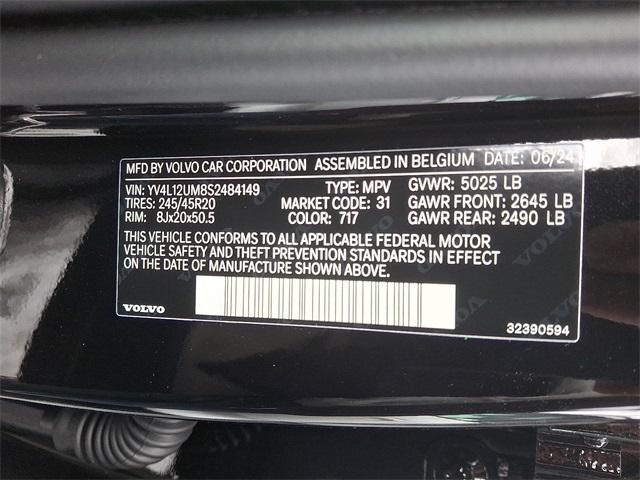 MFD BY VOLVO CAR CORPORATION ASSEMBLED IN BELGIUM DATE: 06/24
VIN: YV4L12UM8S2484149 TYPE: MPV GVWR: 5025 LB
TIRES: 245/45R20 MARKET CODE: 31 GAWR FRONT: 2645 LB
RIM: 8Jx20x50.5 COLOR: 717 GAWR REAR: 2490 LB
THIS VEHICLE CONFORMS TO ALL APPLICABLE FEDERAL MOTOR
VEHICLE SAFETY AND THEFT PREVENTION STANDARDS IN EFFECT
ON THE DATE OF MANUFACTURE SHOWN ABOVE.
VOLVO 32390594